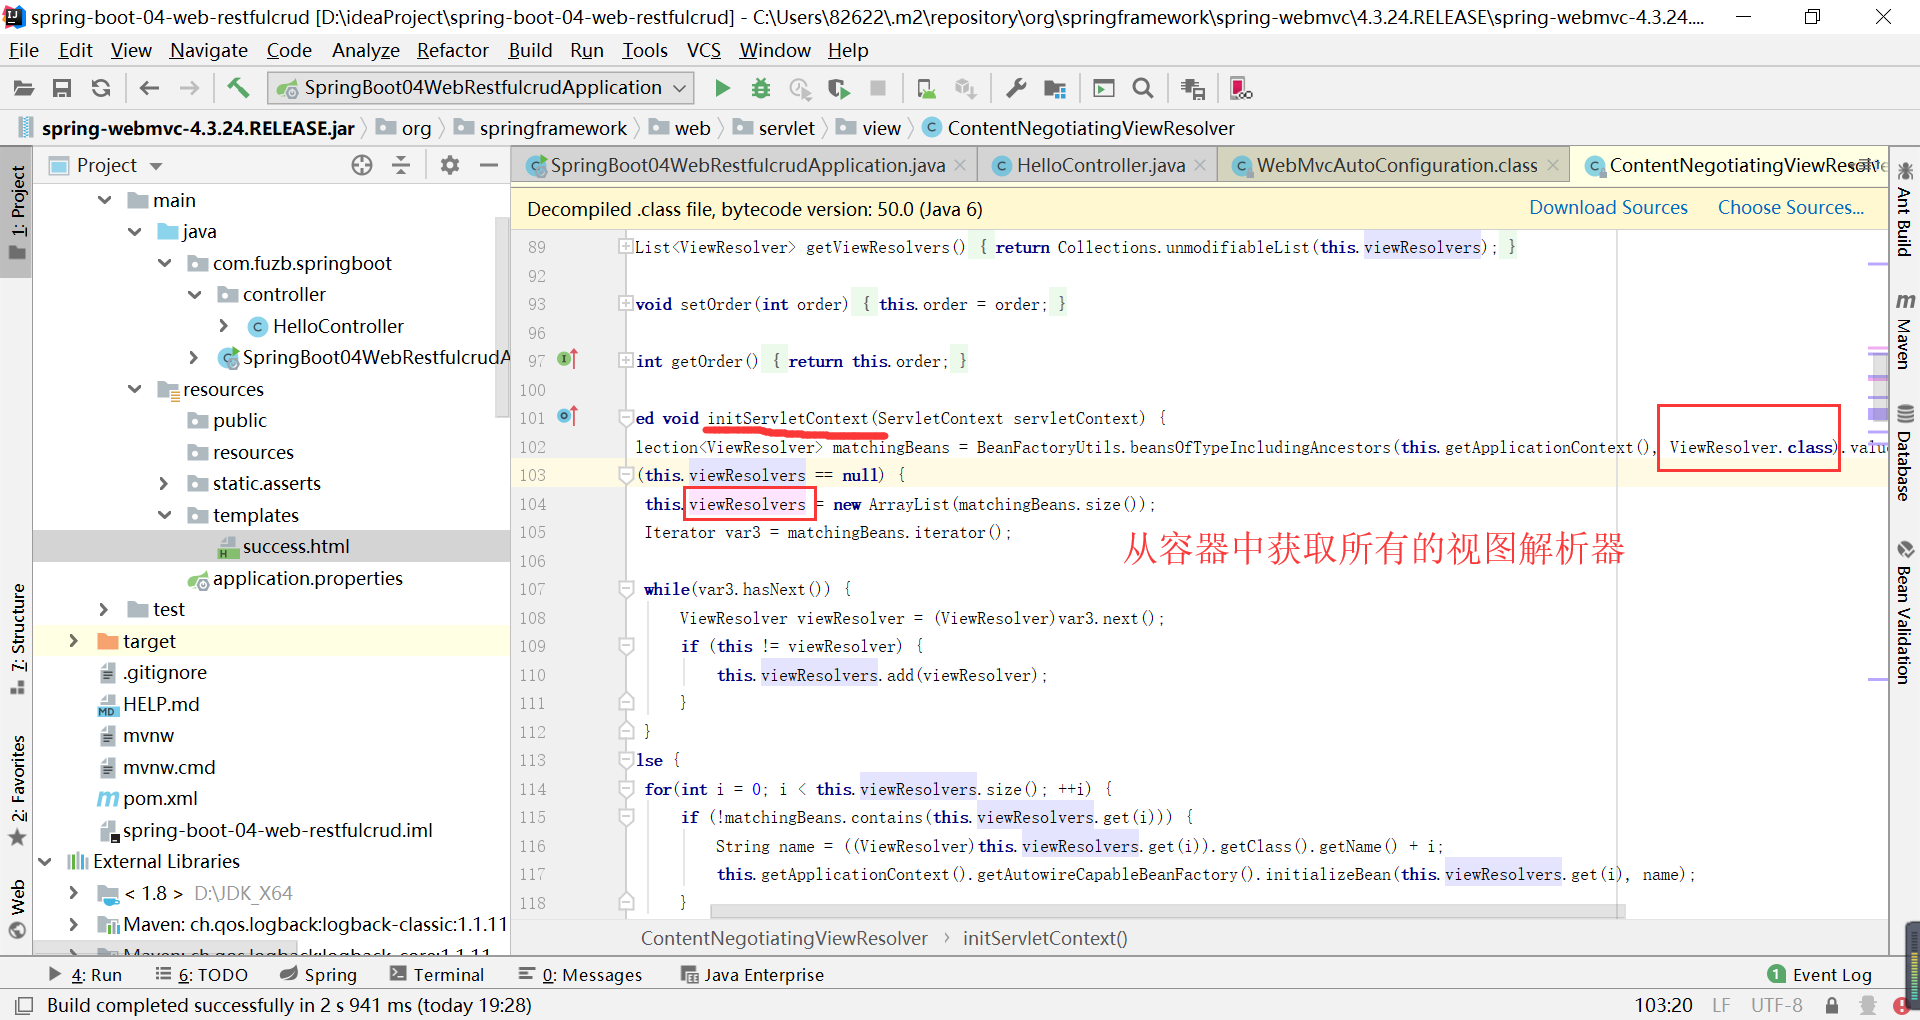 spring-boot-04-web-restfulcrud [D:\ideaProject\spring-boot-04-web-restfulcrud] - C:\Users\82622\.m2\repository\org\springframework\spring-webmvc\4.3.24.RELEASE\spring-webmvc-4.3.24....
File Edit View Navigate Code Analyze Refactor Build Run Tools VCS Window Help
SpringBoot04WebRestfulcrudApplication
spring-webmvc-4.3.24.RELEASE.jar org springframework web servlet view ContentNegotiatingViewResolver
Project
SpringBoot04WebRestfulcrudApplication.java HelloController.java WebMvcAutoConfiguration.class ContentNegotiatingViewRes
Decompiled .class file, bytecode version: 50.0 (Java 6) Download Sources Choose Sources...
1: Project
7: Structure
2: Favorites
Web
main
java
com.fuzb.springboot
controller
HelloController
SpringBoot04WebRestfulcrudA
resources
public
resources
static.asserts
templates
success.html
application.properties
test
target
.gitignore
HELP.md
mvnw
mvnw.cmd
pom.xml
spring-boot-04-web-restfulcrud.iml
External Libraries
< 1.8 > D:\JDK_X64
Maven: ch.qos.logback:logback-classic:1.1.11
Maven: ch.qos.logback:logback-core:1.1.11
89 List<ViewResolver> getViewResolvers() { return Collections.unmodifiableList(this.viewResolvers); }
92
93 void setOrder(int order) { this.order = order; }
96
97 int getOrder() { return this.order; }
100
101 ed void initServletContext(ServletContext servletContext) {
102 lection<ViewResolver> matchingBeans = BeanFactoryUtils.beansOfTypeIncludingAncestors(this.getApplicationContext(), ViewResolver.class).valu
103 (this.viewResolvers == null) {
104 this.viewResolvers = new ArrayList(matchingBeans.size());
105 Iterator var3 = matchingBeans.iterator();
从容器中获取所有的视图解析器
106
107 while(var3.hasNext()) {
108 ViewResolver viewResolver = (ViewResolver)var3.next();
109 if (this != viewResolver) {
110 this.viewResolvers.add(viewResolver);
111 }
112 }
113 lse {
114 for(int i = 0; i < this.viewResolvers.size(); ++i) {
115 if (!matchingBeans.contains(this.viewResolvers.get(i))) {
116 String name = ((ViewResolver)this.viewResolvers.get(i)).getClass().getName() + i;
117 this.getApplicationContext().getAutowireCapableBeanFactory().initializeBean(this.viewResolvers.get(i), name);
118 }
ContentNegotiatingViewResolver › initServletContext()
Ant Build
Maven
Database
Bean Validation
4: Run 6: TODO Spring Terminal 0: Messages Java Enterprise 1 Event Log
Build completed successfully in 2 s 941 ms (today 19:28) 103:20 LF UTF-8